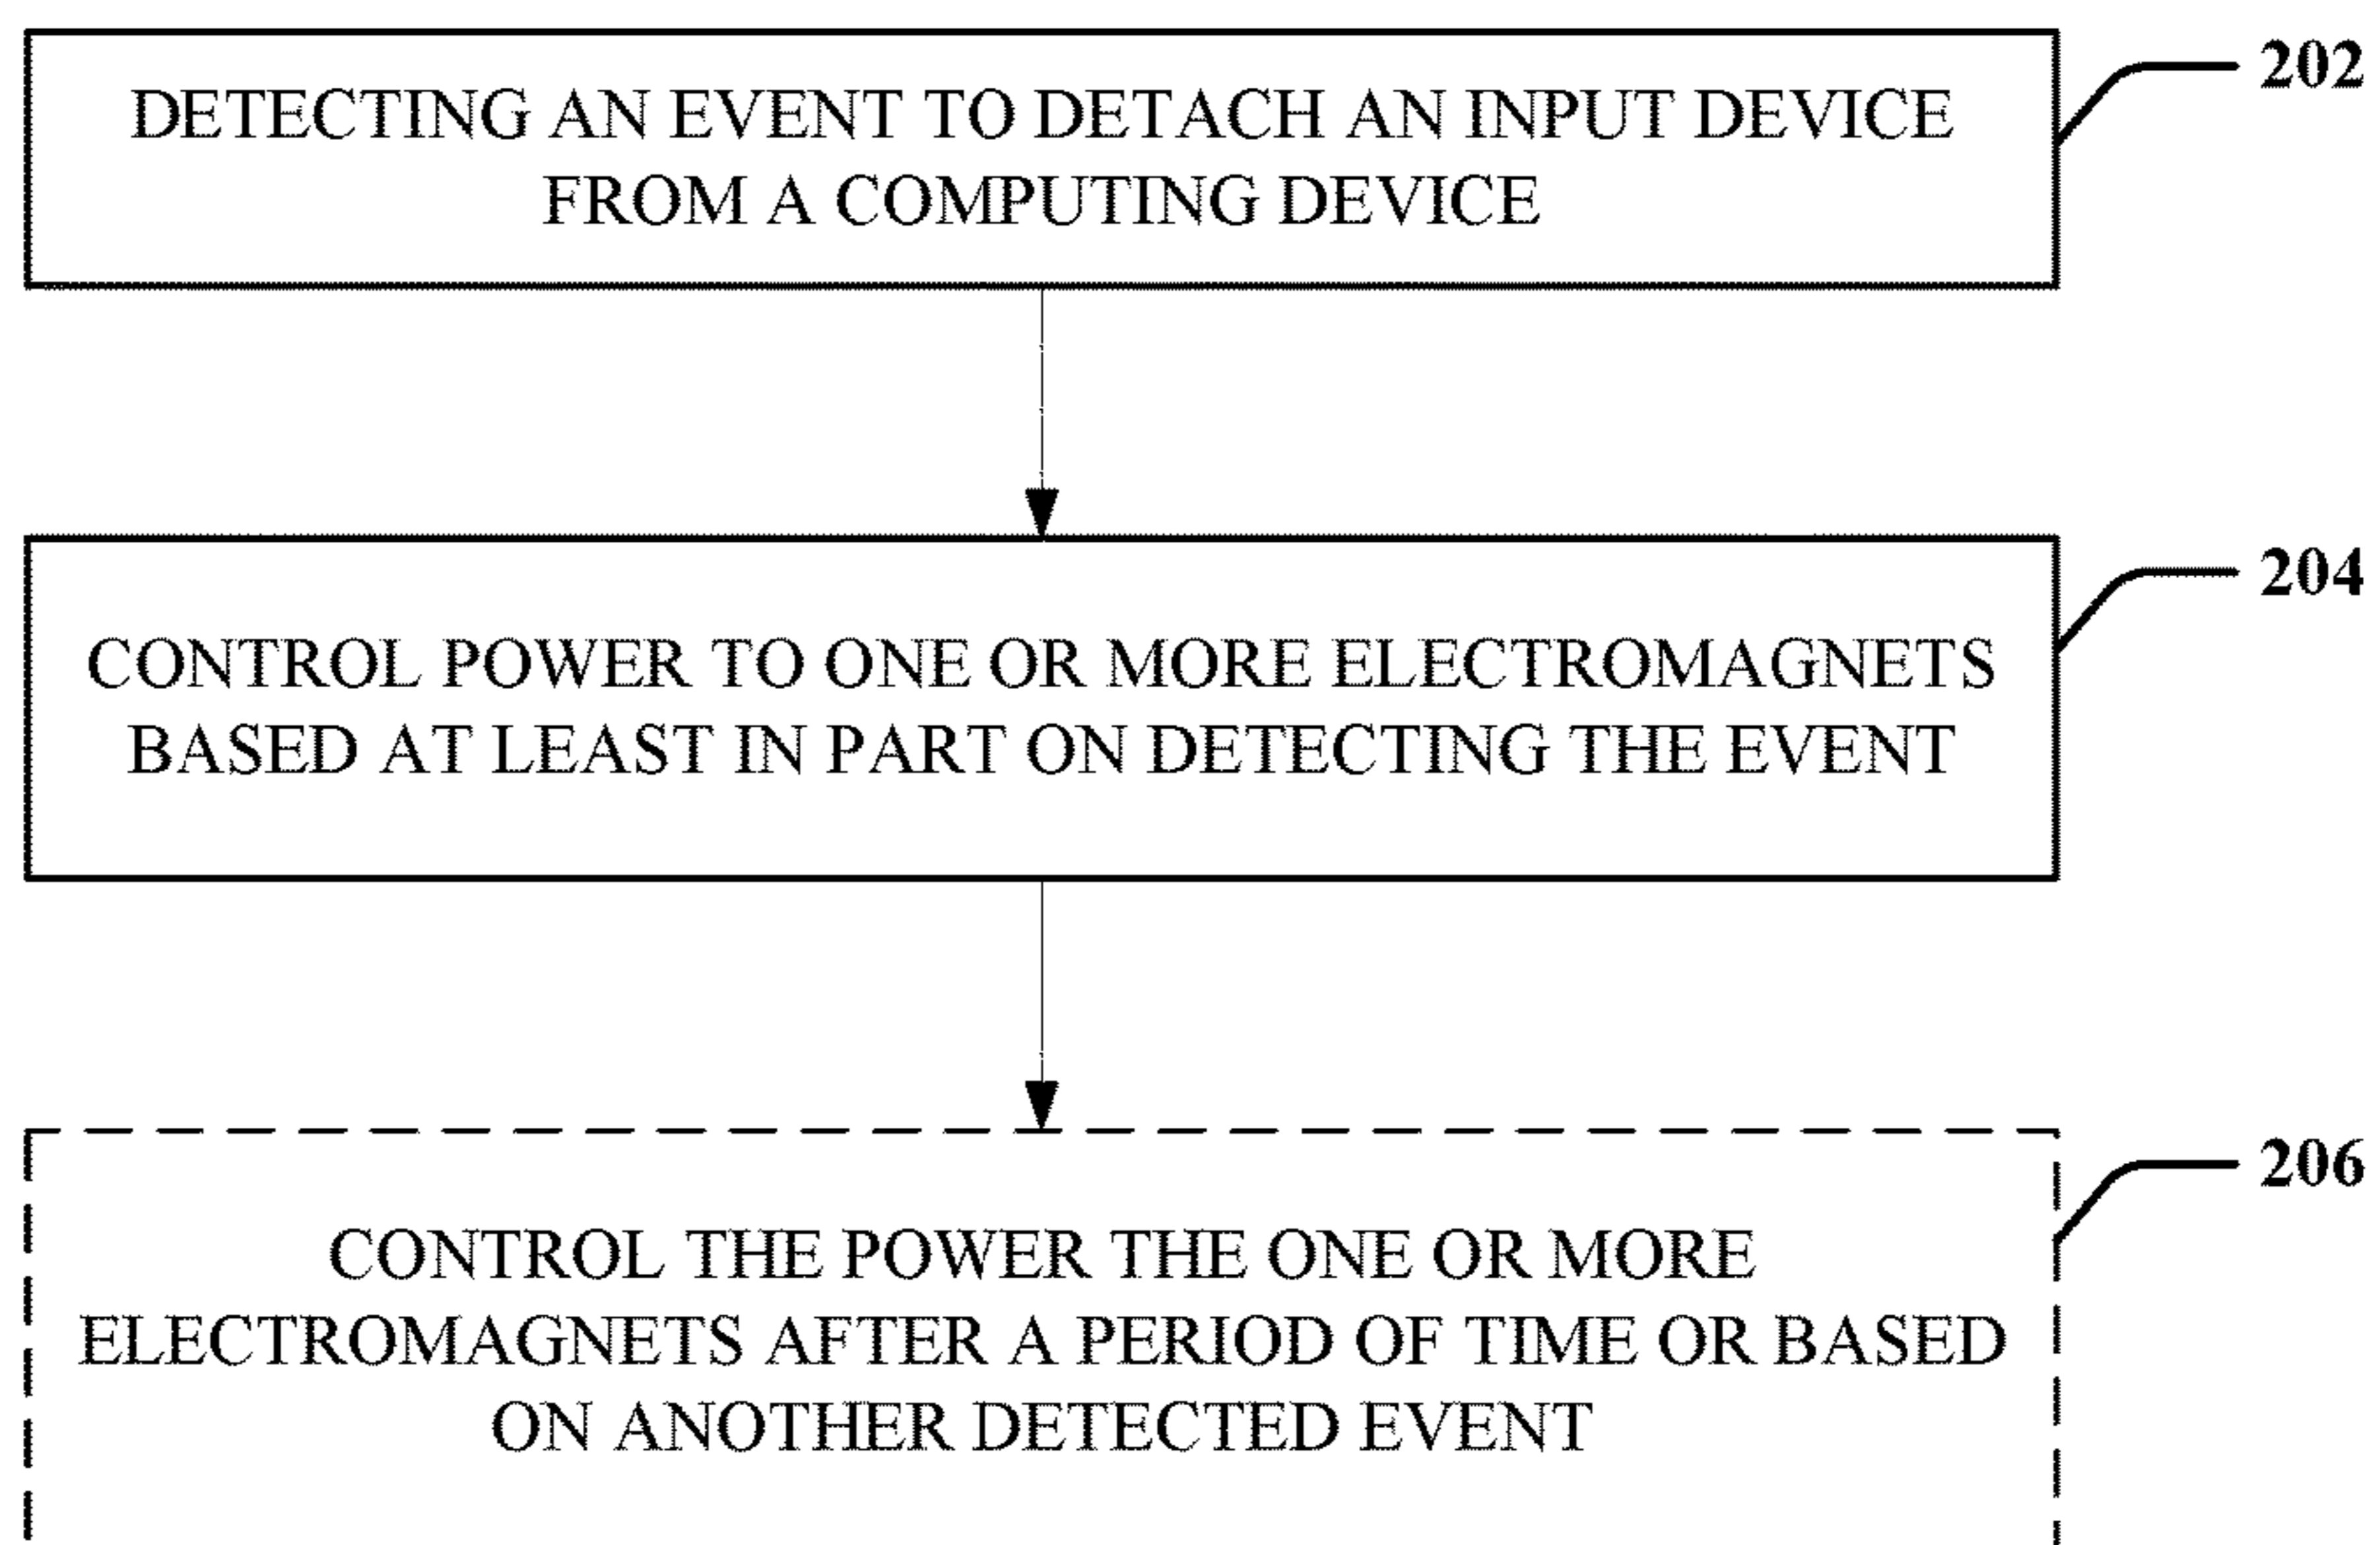 202
DETECTING AN EVENT TO DETACH AN INPUT DEVICE
FROM A COMPUTING DEVICE
204
CONTROL POWER TO ONE OR MORE ELECTROMAGNETS
BASED AT LEAST IN PART ON DETECTING THE EVENT
206
CONTROL THE POWER THE ONE OR MORE
ELECTROMAGNETS AFTER A PERIOD OF TIME OR BASED
ON ANOTHER DETECTED EVENT